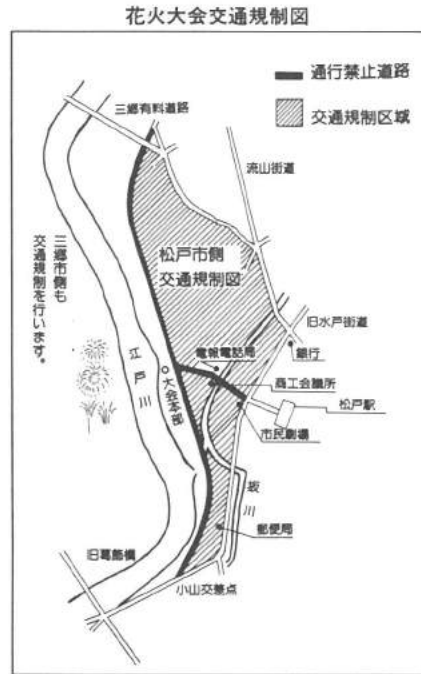 花火大会交通規制図
通行禁止道路
交通規制区域
三郷有料道路
流山街道
松戸市側
交通規制図
三郷市側も
交通規制を行います。
旧水戸街道
銀行
電報電話局
商工会議所
大会本部
江戸川
松戸駅
市民劇場
坂川
郵便局
旧葛飾橋
小山交差点